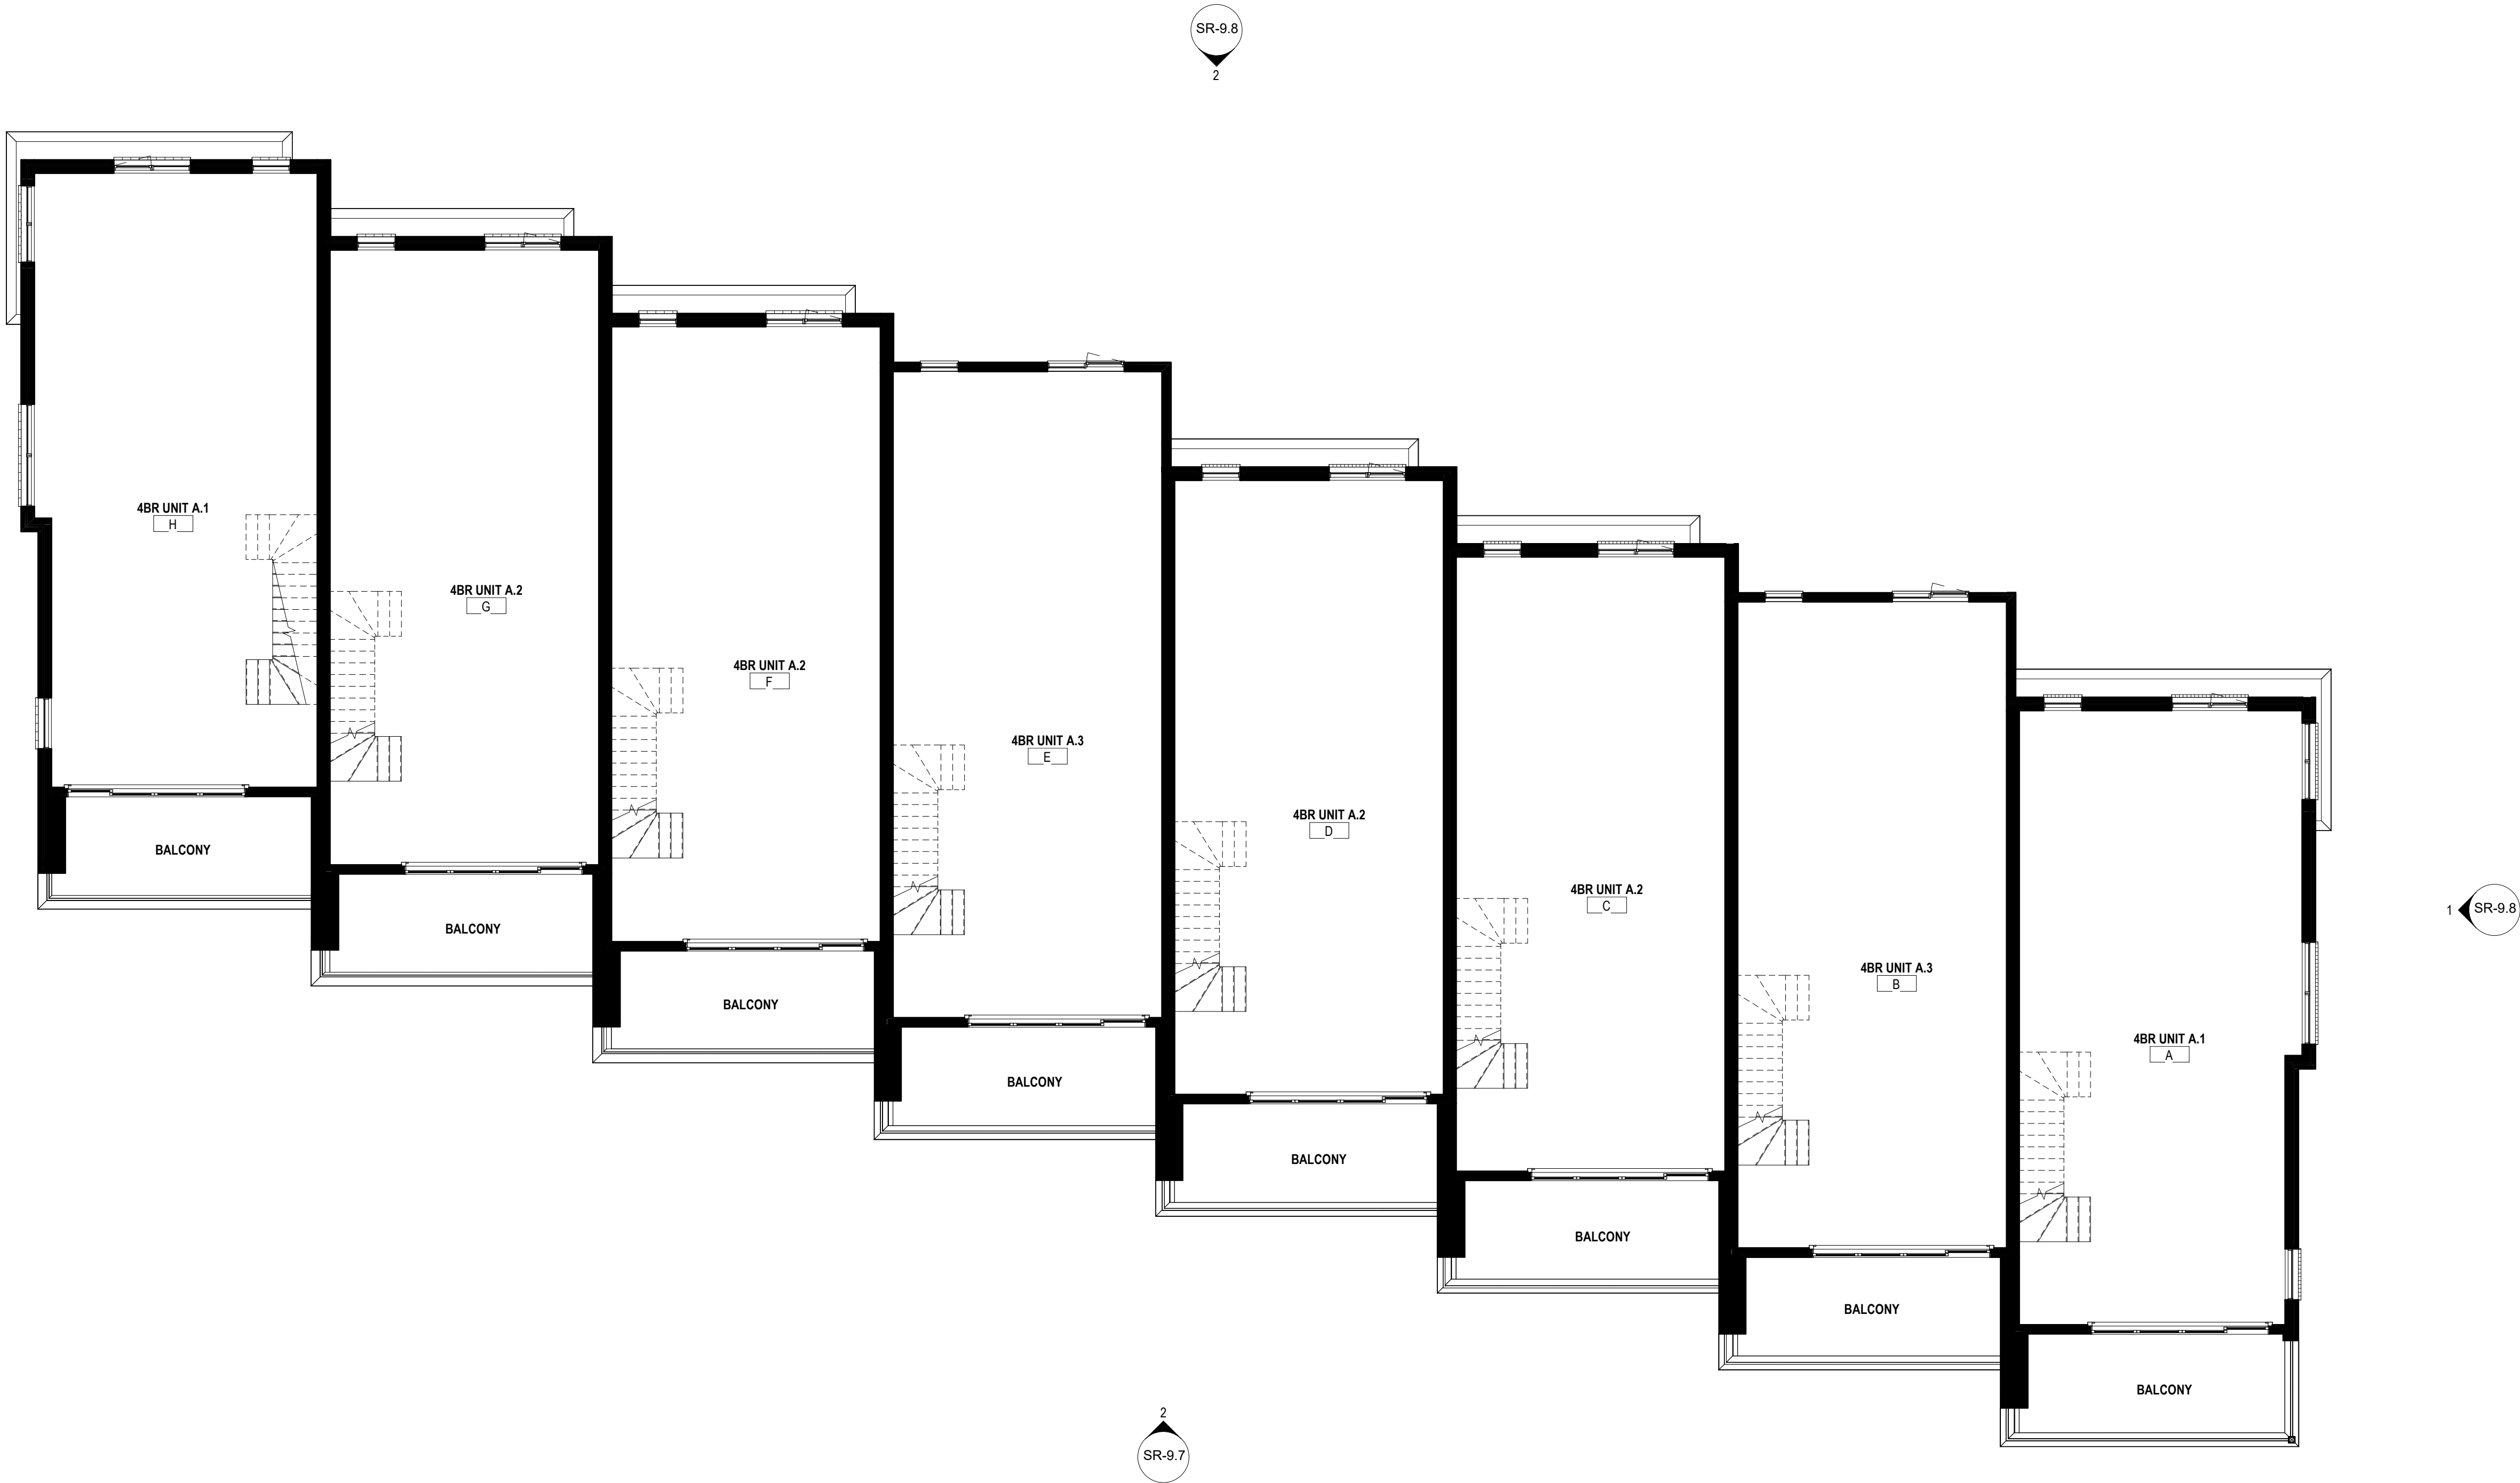 SR-9.8
2
4BR UNIT A.1
H
BALCONY
4BR UNIT A.2
G
BALCONY
4BR UNIT A.2
F
BALCONY
4BR UNIT A.3
E
BALCONY
4BR UNIT A.2
D
BALCONY
4BR UNIT A.2
C
BALCONY
4BR UNIT A.3
B
BALCONY
4BR UNIT A.1
A
BALCONY
1
SR-9.8
2
SR-9.7